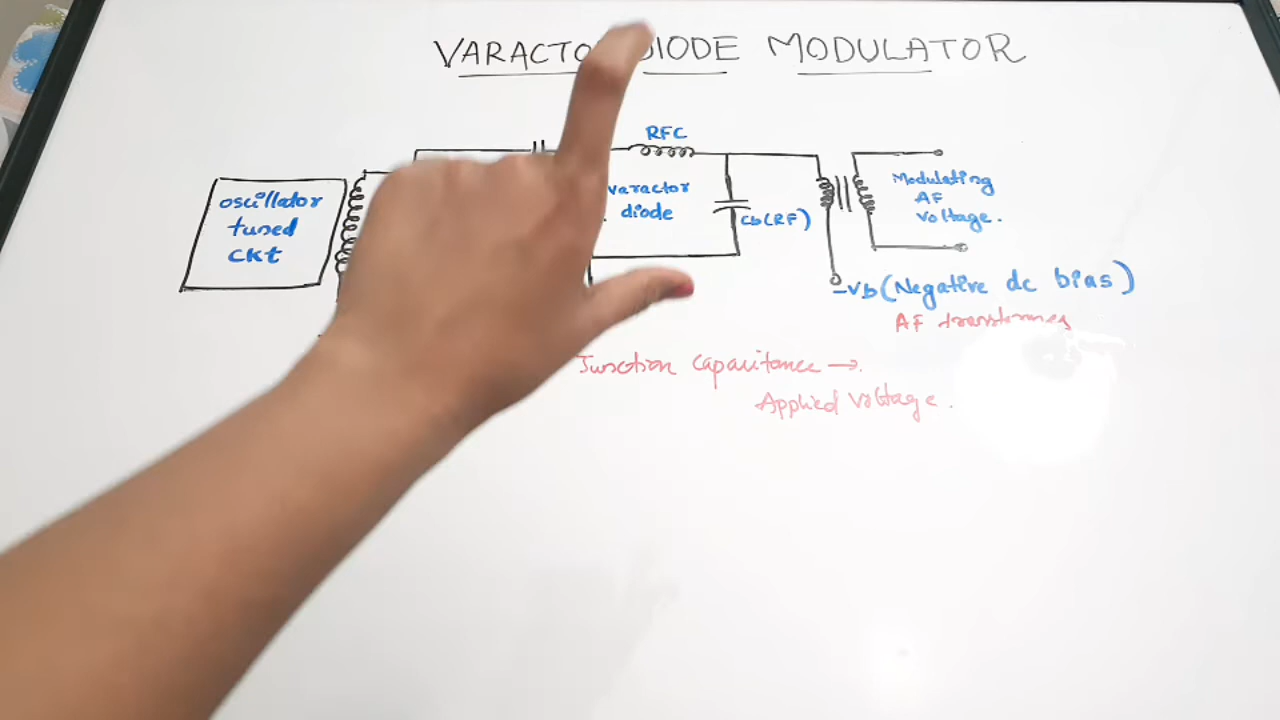 VARACTO DIODE MODULATOR
RFC
oscillator
tuned
CKt
varactor
diode
Cb(RF)
Modulating
AF
Voltage.
-Vb (Negative dc bias)
AF transformer
Junction Capacitance →.
Applied Voltage.